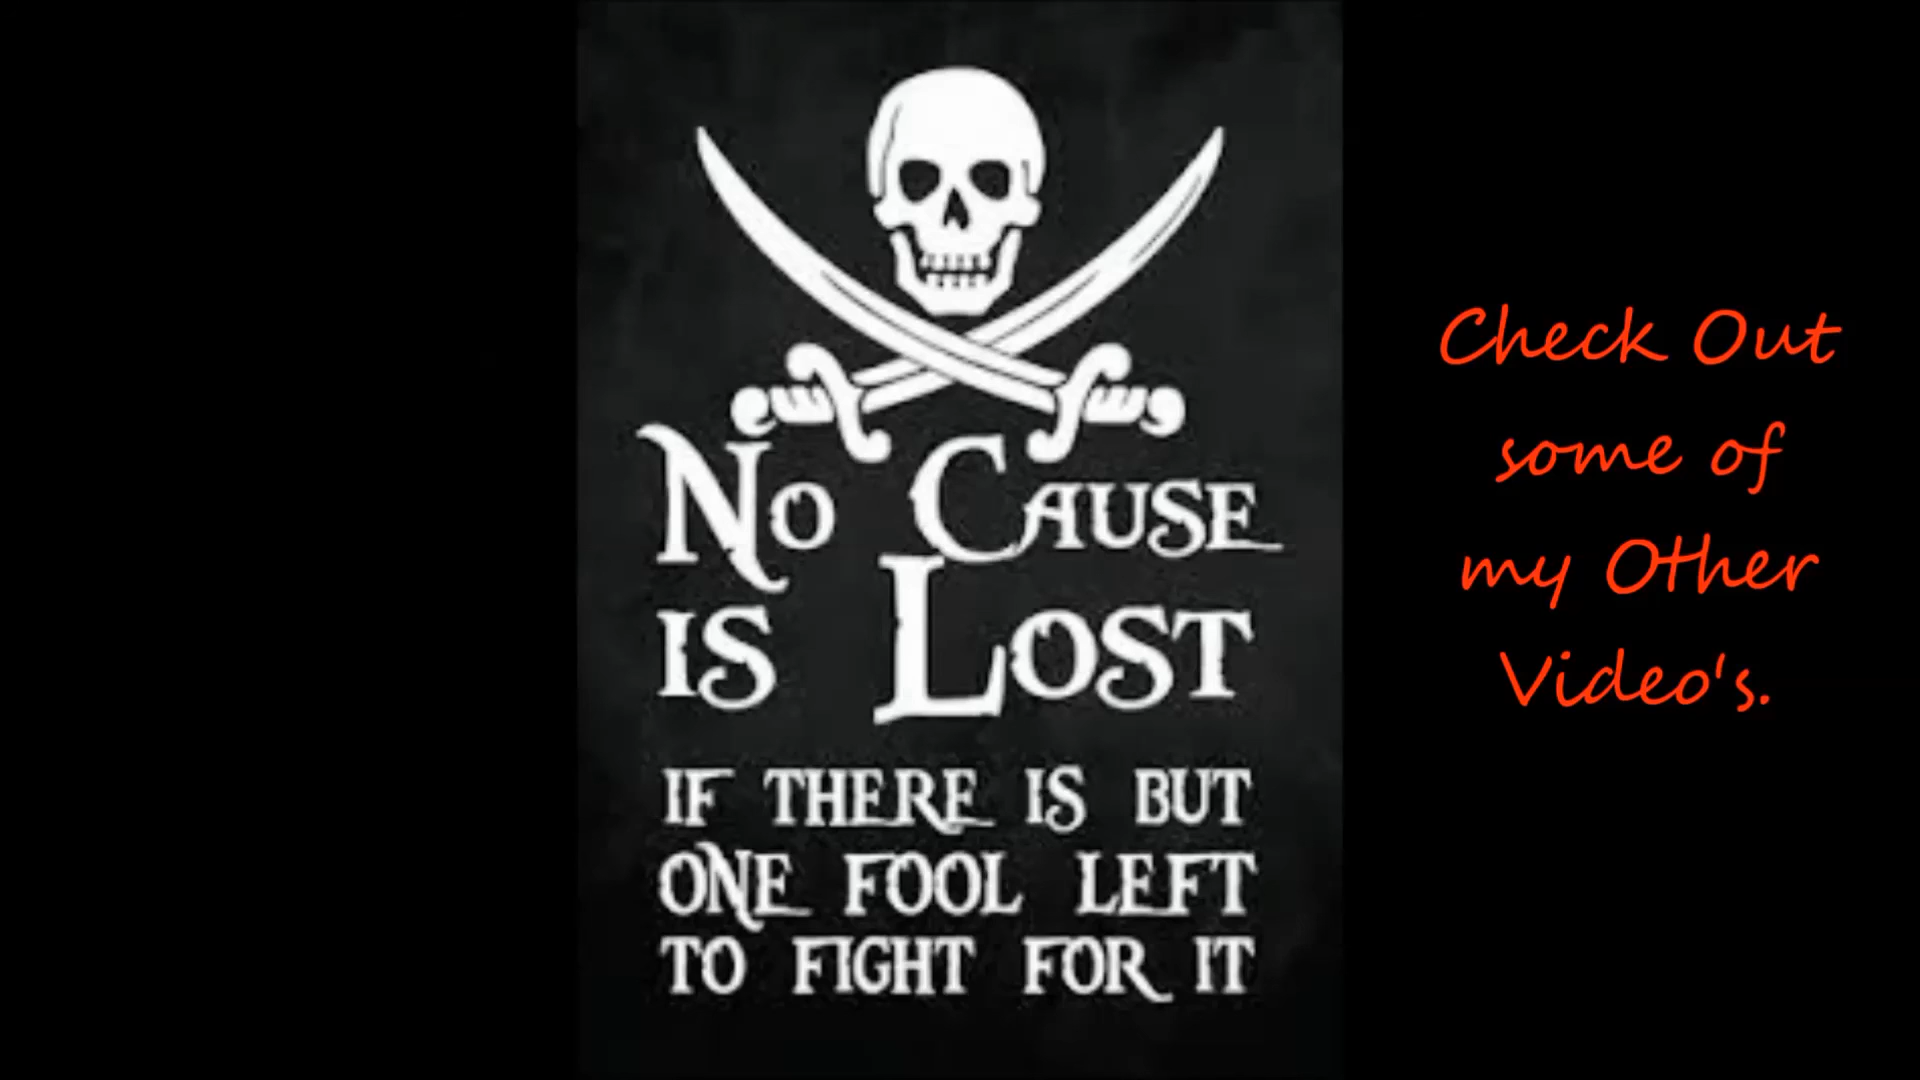 No Cause
is Lost
if there is but
one fool left
to fight for it
Check Out
some of
my Other
Video's.